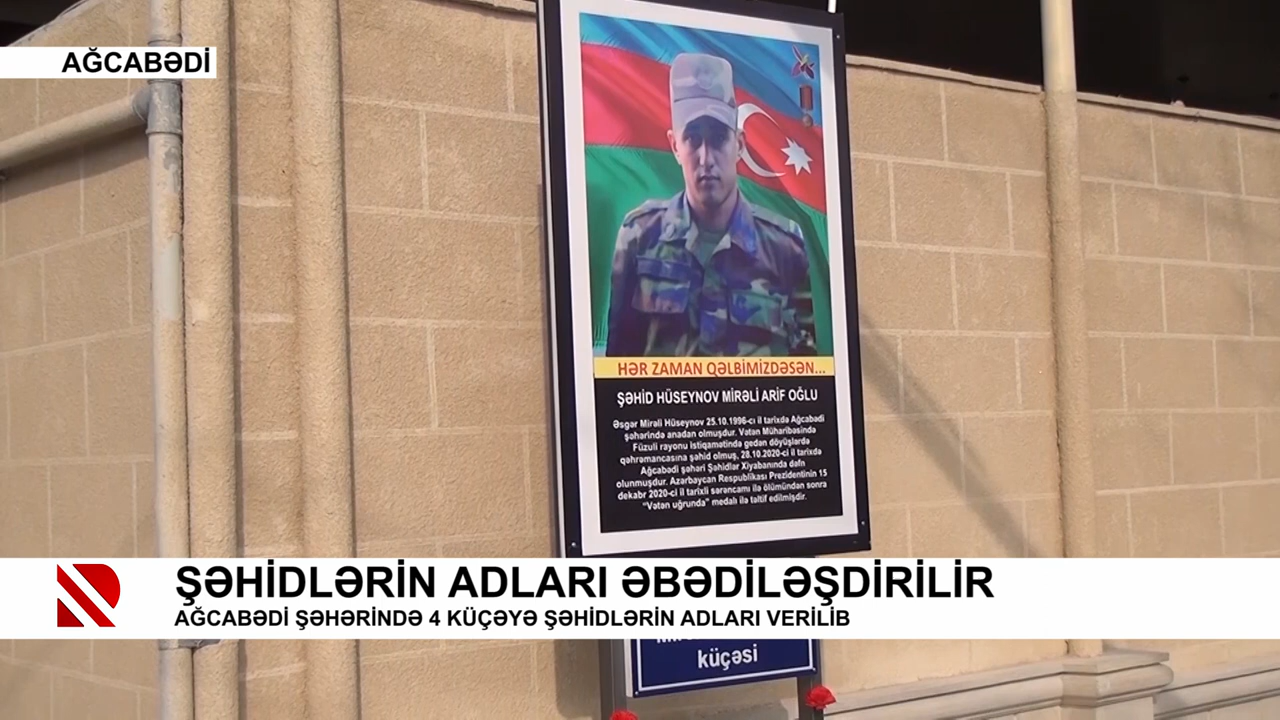 AĞCABƏDİ
HƏR ZAMAN QƏLBİMİZDƏSƏN...
ŞƏHİD HÜSEYNOV MİRƏLİ ARİF OĞLU
Əsgər Mirəli Hüseynov 25.10.1996-cı il tarixdə Ağcabədi
şəhərində anadan olmuşdur. Vətən Müharibəsində
Füzuli rayonu istiqamətində gedən döyüşlərdə
qəhrəmancasına şəhid olmuş, 28.10.2020-ci il tarixdə
Ağcabədi şəhəri Şəhidlər Xiyabanında dəfn
olunmuşdur. Azərbaycan Respublikası Prezidentinin 15
dekabr 2020-ci il tarixli sərəncamı ilə ölümündən sonra
"Vətən uğrunda" medalı ilə təltif edilmişdir.
ŞƏHİDLƏRİN ADLARI ƏBƏDİLƏŞDİRİLİR
AĞCABƏDİ ŞƏHƏRİNDƏ 4 KÜÇƏYƏ ŞƏHİDLƏRİN ADLARI VERİLİB
küçəsi